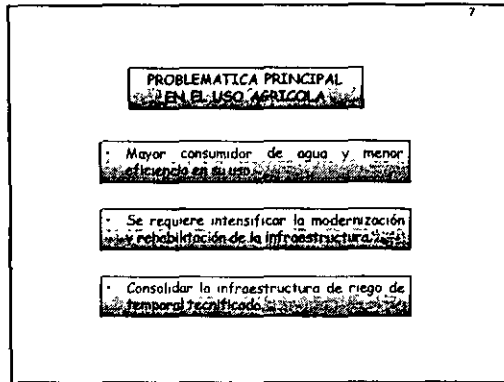 7
PROBLEMATICA PRINCIPAL
EN EL USO AGRICOLA
· Mayor consumidor de agua y menor
eficiencia en su uso
· Se requiere intensificar la modernización
y rehabilitación de la infraestructura.
· Consolidar la infraestructura de riego de
temporal tecnificado